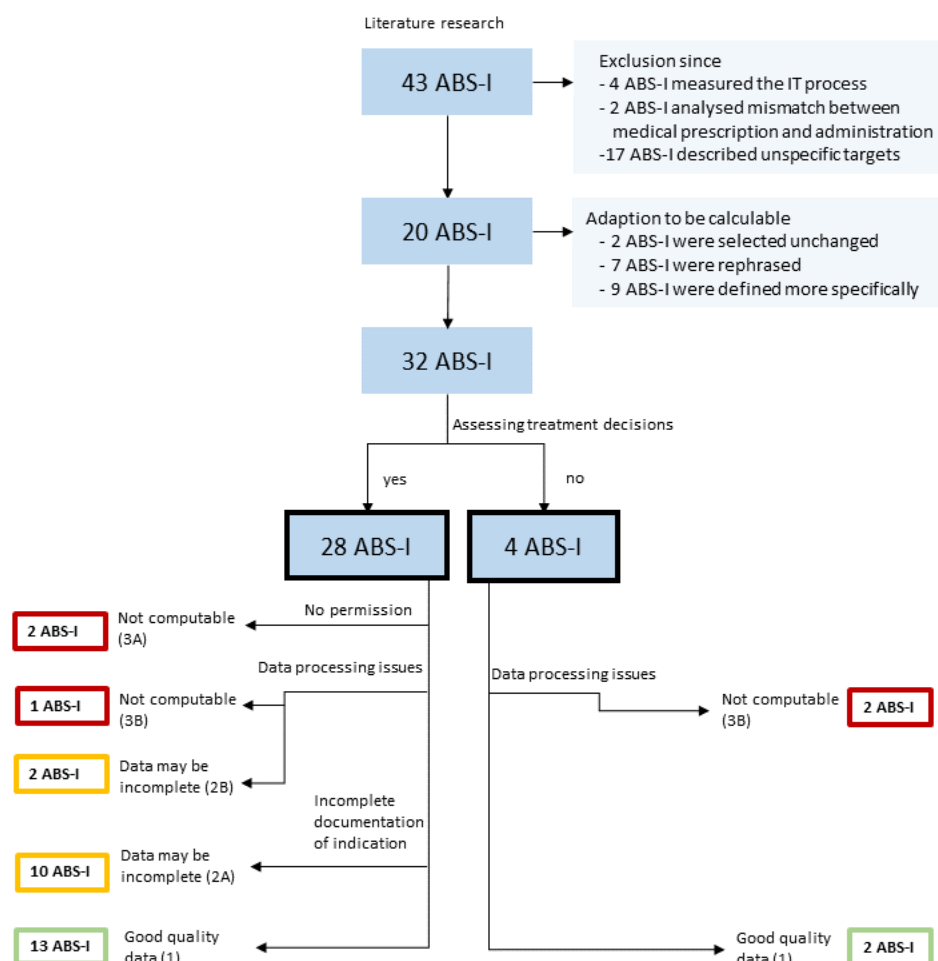 Literature research
43 ABS-I
Exclusion since
- 4 ABS-I measured the IT process
- 2 ABS-I analysed mismatch between
medical prescription and administration
-17 ABS-I described unspecific targets
20 ABS-I
Adaption to be calculable
- 2 ABS-I were selected unchanged
- 7 ABS-I were rephrased
- 9 ABS-I were defined more specifically
32 ABS-I
Assessing treatment decisions
yes
no
28 ABS-I
4 ABS-I
No permission
2 ABS-I
Not computable
(3A)
Data processing issues
Data processing issues
1 ABS-I
Not computable
(3B)
Not computable
(3B)
2 ABS-I
2 ABS-I
Data may be
incomplete (2B)
Incomplete
documentation
of indication
10 ABS-I
Data may be
incomplete (2A)
13 ABS-I
Good quality
data (1)
Good quality
data (1)
2 ABS-I